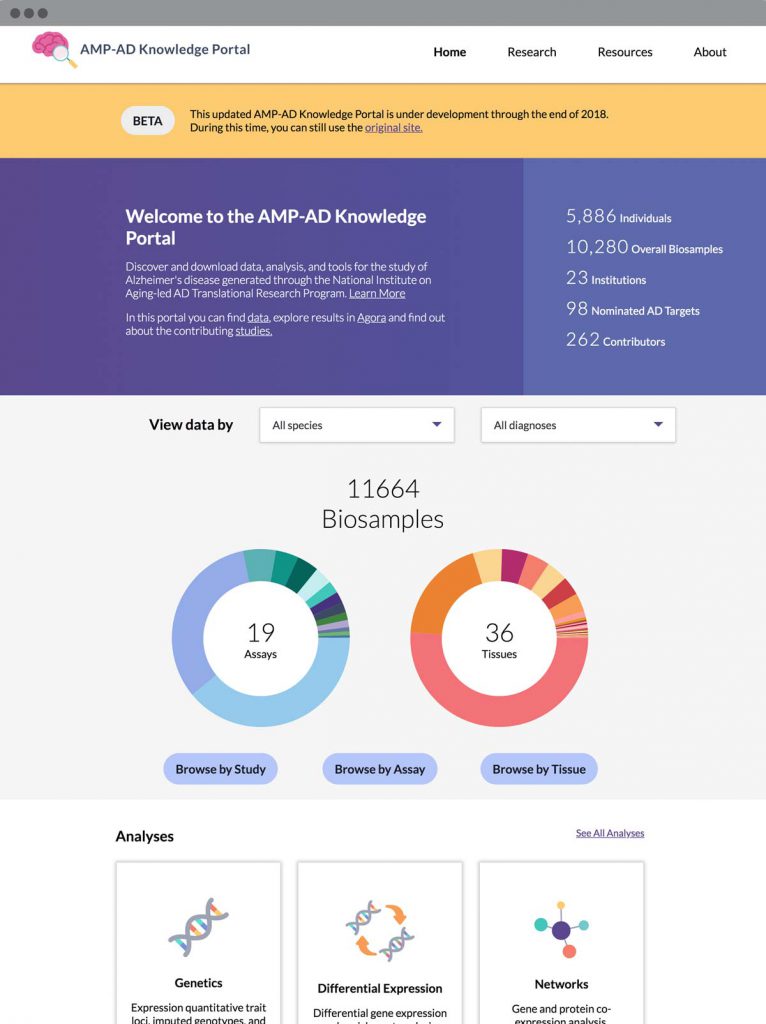 AMP-AD Knowledge Portal
Home
Research
Resources
About
BETA
This updated AMP-AD Knowledge Portal is under development through the end of 2018.
During this time, you can still use the original site.
Welcome to the AMP-AD Knowledge
Portal
Discover and download data, analysis, and tools for the study of
Alzheimer's disease generated through the National Institute on
Aging-led AD Translational Research Program. Learn More
In this portal you can find data, explore results in Agora and find out
about the contributing studies.
5,886 Individuals
10,280 Overall Biosamples
23 Institutions
98 Nominated AD Targets
262 Contributors
View data by
All species
All diagnoses
11664
Biosamples
19
Assays
36
Tissues
Browse by Study
Browse by Assay
Browse by Tissue
Analyses
See All Analyses
Genetics
Expression quantitative trait
loci, imputed genotypes, and
Differential Expression
Differential gene expression
Networks
Gene and protein co-
expression analysis